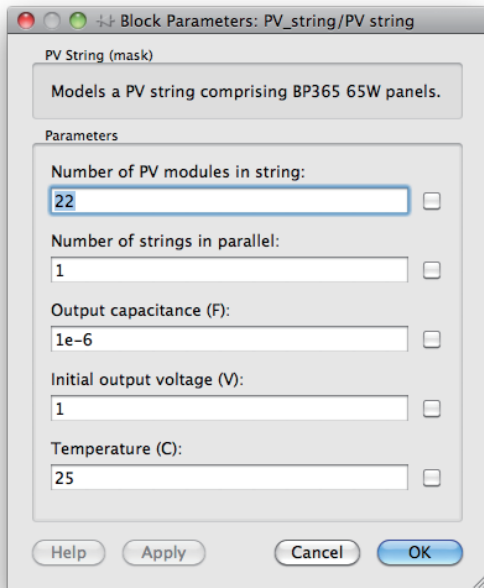 Block Parameters: PV_string/PV string
PV String (mask)
Models a PV string comprising BP365 65W panels.
Parameters
Number of PV modules in string:
22
Number of strings in parallel:
1
Output capacitance (F):
1e-6
Initial output voltage (V):
1
Temperature (C):
25
Help Apply Cancel OK